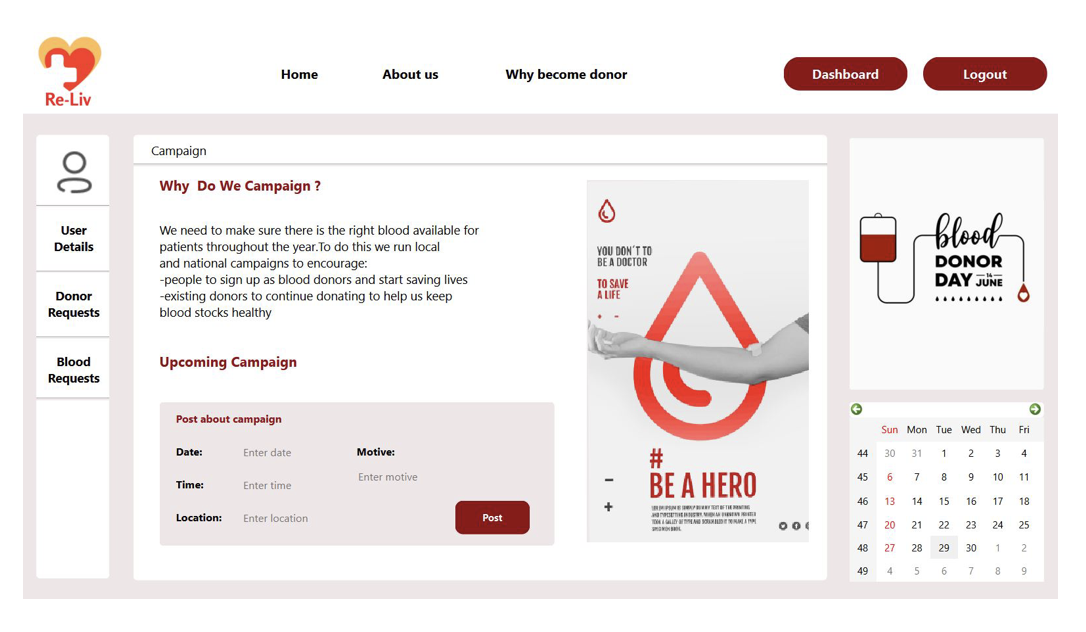 Re-Liv
Home
About us
Why become donor
Dashboard
Logout
User
Details
Donor
Requests
Blood
Requests
Campaign
Why Do We Campaign ?
We need to make sure there is the right blood available for
patients throughout the year.To do this we run local
and national campaigns to encourage:
-people to sign up as blood donors and start saving lives
-existing donors to continue donating to help us keep
blood stocks healthy
Upcoming Campaign
Post about campaign
Date:
Enter date
Motive:
Enter motive
Time:
Enter time
Location:
Enter location
Post
YOU DON´T TO
BE A DOCTOR
TO SAVE
A LIFE
#
BE A HERO
blood
DONOR
DAY 14 JUNE
Sun Mon Tue Wed Thu Fri
44 30 31 1 2 3 4
45 6 7 8 9 10 11
46 13 14 15 16 17 18
47 20 21 22 23 24 25
48 27 28 29 30 1 2
49 4 5 6 7 8 9